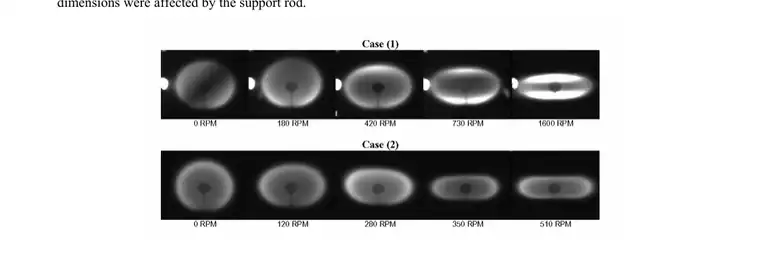 dimensions were affected by the support rod.
Case (1)
0 RPM 180 RPM 420 RPM 730 RPM 1600 RPM
Case (2)
0 RPM 120 RPM 280 RPM 350 RPM 510 RPM